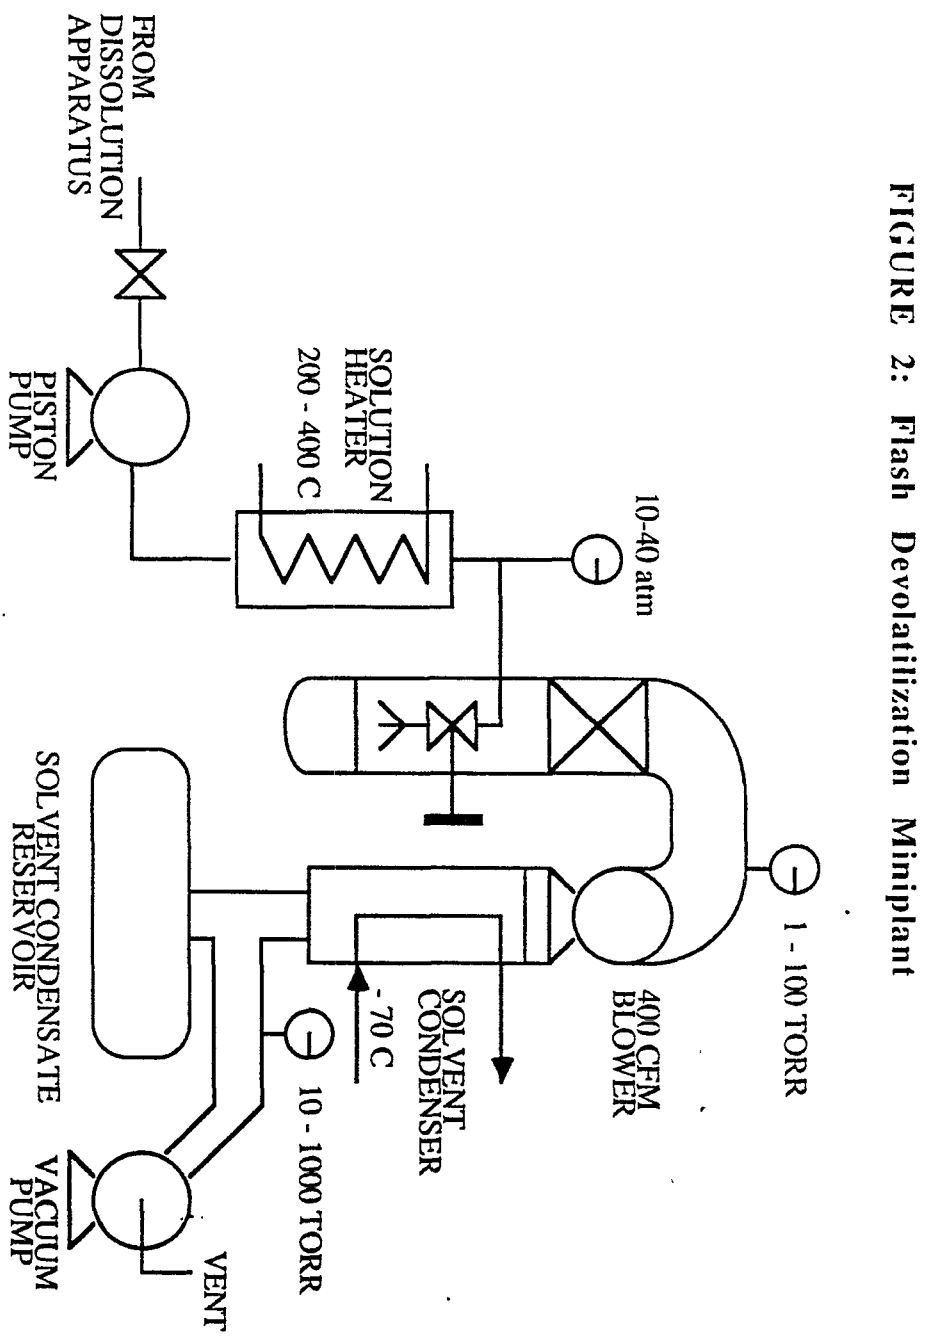 FIGURE 2: Flash Devolatilization Miniplant
FROM
DISSOLUTION
APPARATUS
PISTON
PUMP
SOLUTION
HEATER
200 - 400 C
10-40 atm
1 - 100 TORR
400 CFM
BLOWER
SOLVENT
CONDENSER
- 70 C
10 - 1000 TORR
SOLVENT CONDENSATE
RESERVOIR
VACUUM
PUMP
VENT